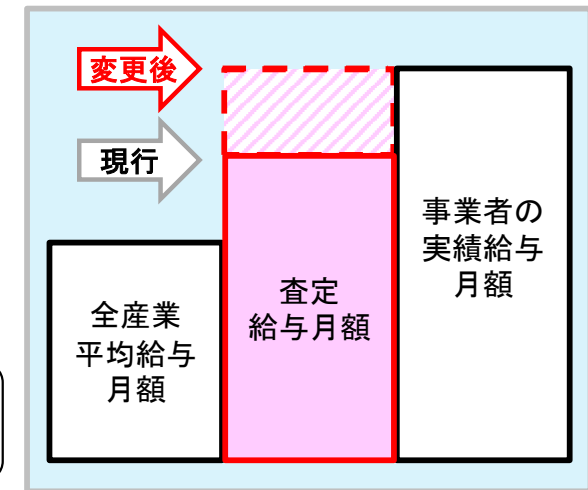 変更後
現行
全産業
平均給与
月額
査定
給与月額
事業者の
実績給与
月額